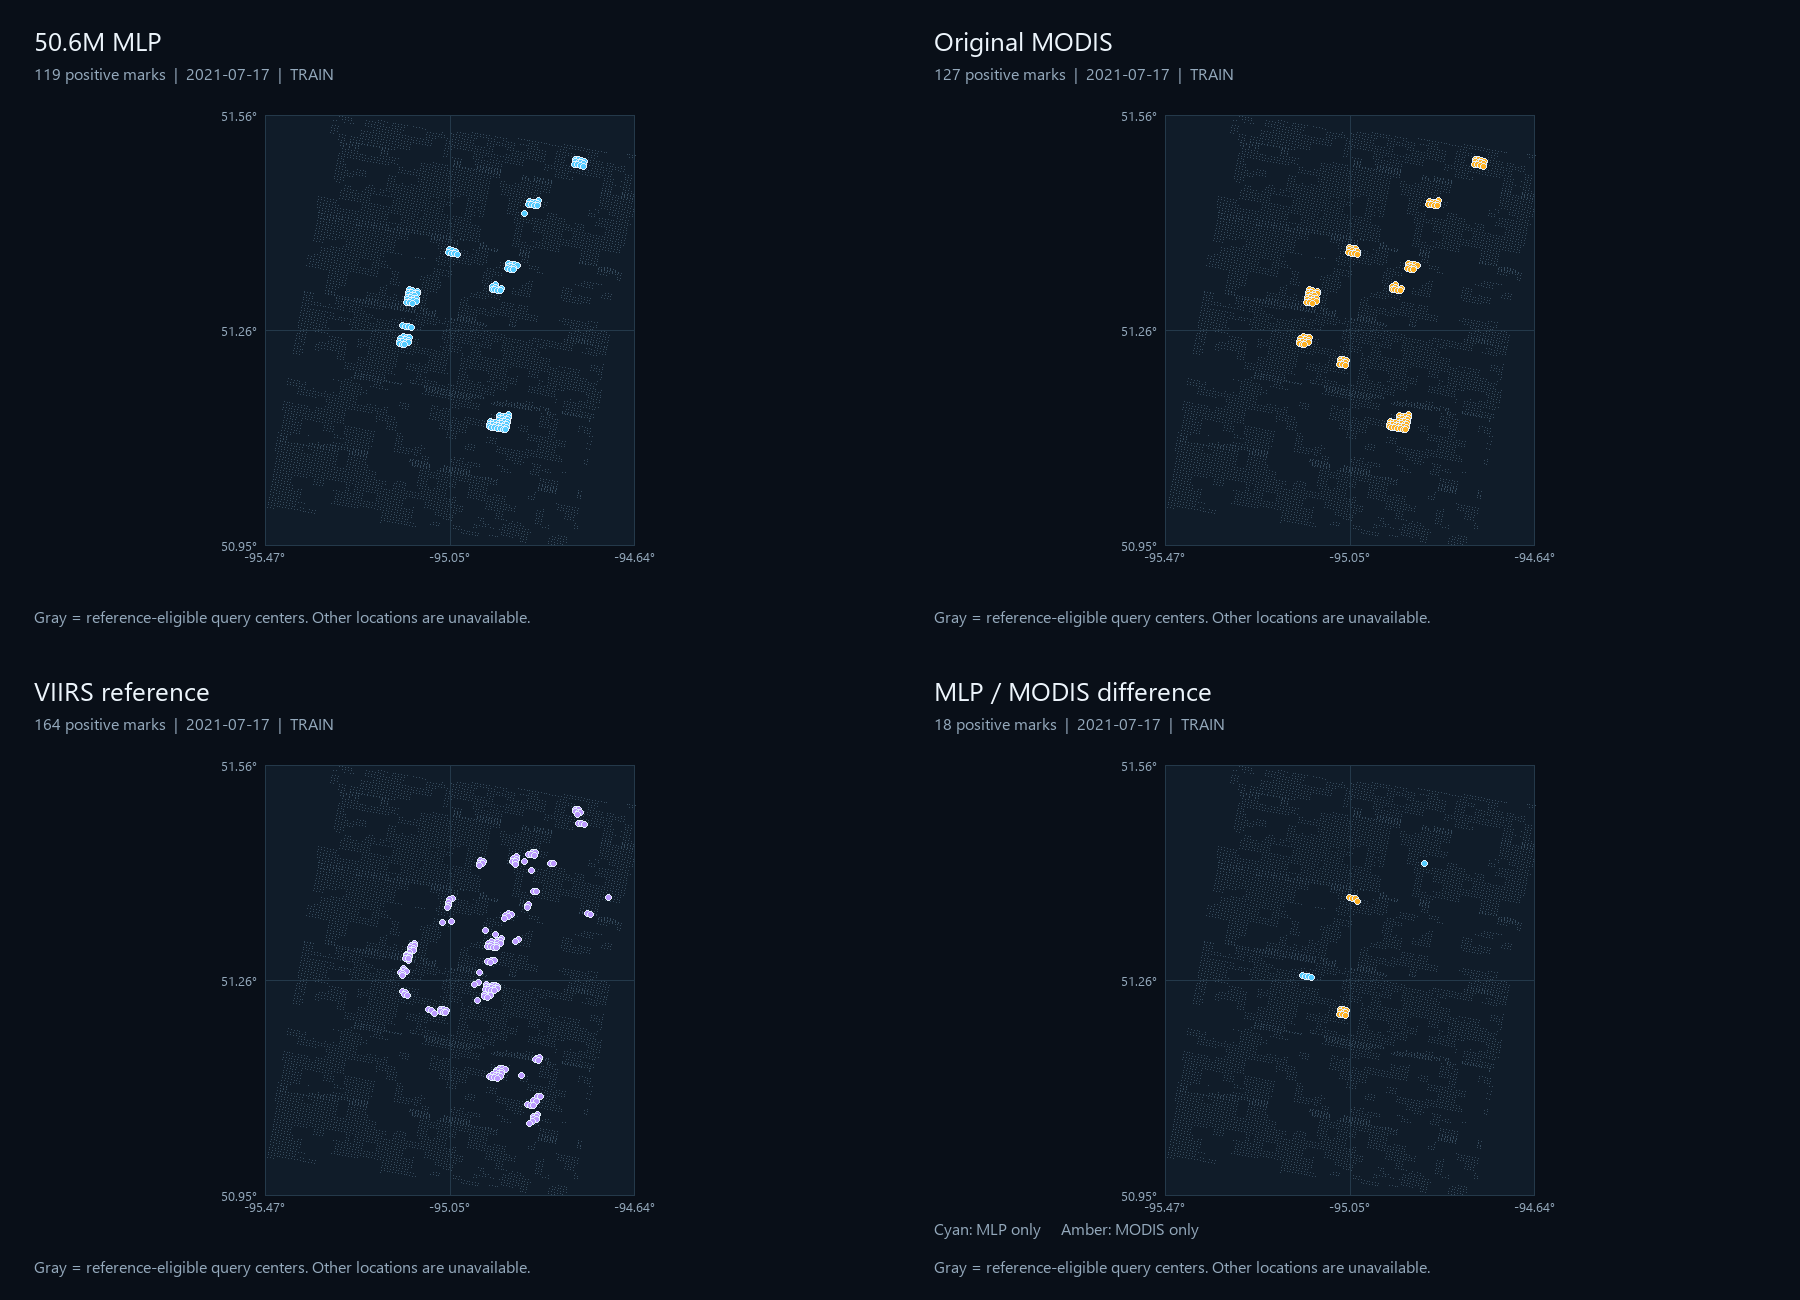 50.6M MLP
119 positive marks | 2021-07-17 | TRAIN
51.56°
51.26°
50.95°
-95.47°
-95.05°
-94.64°
Gray = reference-eligible query centers. Other locations are unavailable.
Original MODIS
127 positive marks | 2021-07-17 | TRAIN
51.56°
51.26°
50.95°
-95.47°
-95.05°
-94.64°
Gray = reference-eligible query centers. Other locations are unavailable.
VIIRS reference
164 positive marks | 2021-07-17 | TRAIN
51.56°
51.26°
50.95°
-95.47°
-95.05°
-94.64°
Gray = reference-eligible query centers. Other locations are unavailable.
MLP / MODIS difference
18 positive marks | 2021-07-17 | TRAIN
51.56°
51.26°
50.95°
-95.47°
-95.05°
-94.64°
Cyan: MLP only Amber: MODIS only
Gray = reference-eligible query centers. Other locations are unavailable.